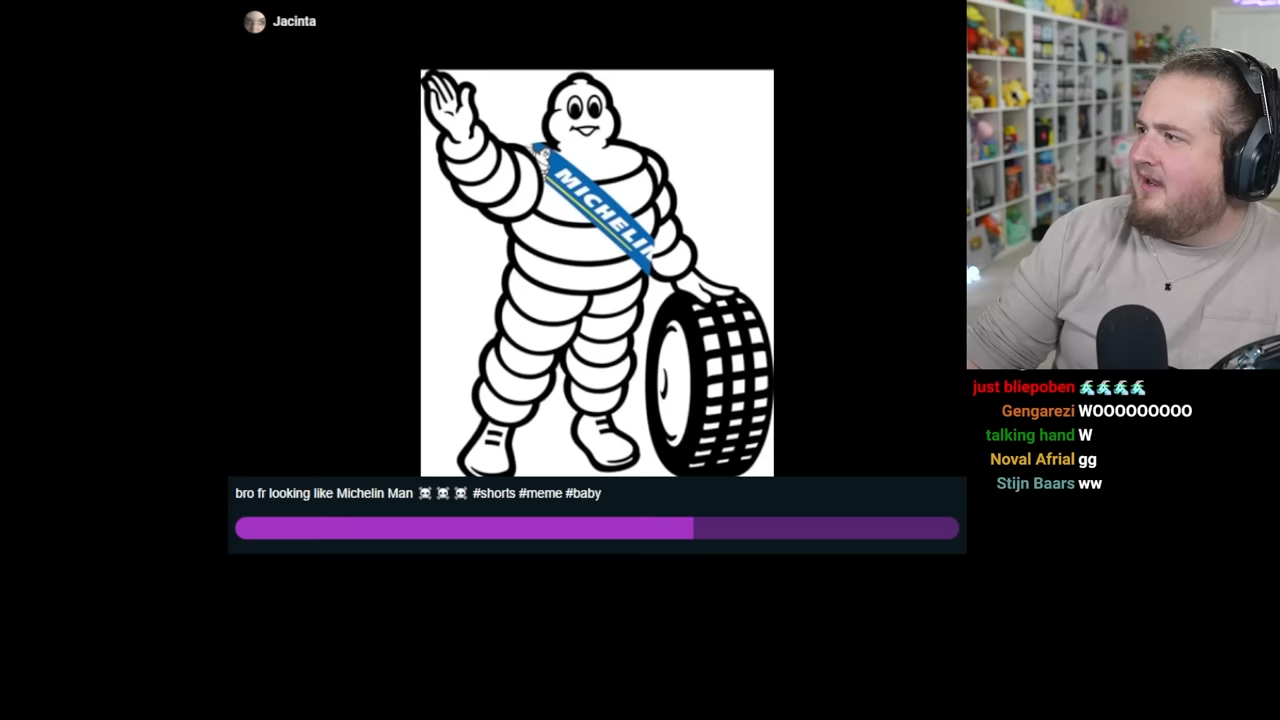 Jacinta
MICHELIN
bro fr looking like Michelin Man ☠️ ☠️ ☠️ #shorts #meme #baby
just bliepoben 🌊🌊🌊🌊
Gengarezi WOOOOOOOOO
talking hand W
Noval Afrial gg
Stijn Baars ww